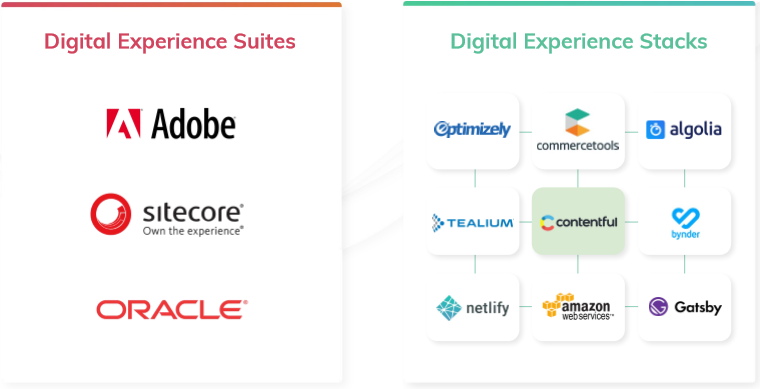 Digital Experience Suites
Adobe®
sitecore®
Own the experience®
ORACLE®
Digital Experience Stacks
Optimizely
commercetools
algolia
TEALIUM
contentful
bynder
netlify
amazon
webservices™
Gatsby